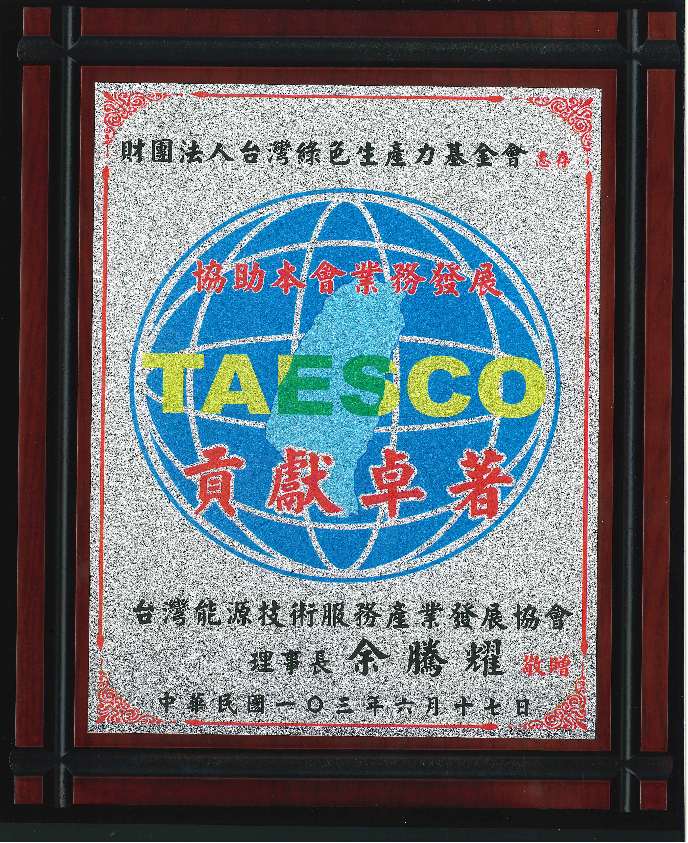 財團法人台灣綠色生產力基金會 惠存
協助本會業務發展
TAESCO
貢獻卓著
台灣能源技術服務產業發展協會
理事長 余騰耀 敬贈
中華民國一〇三年六月十七日